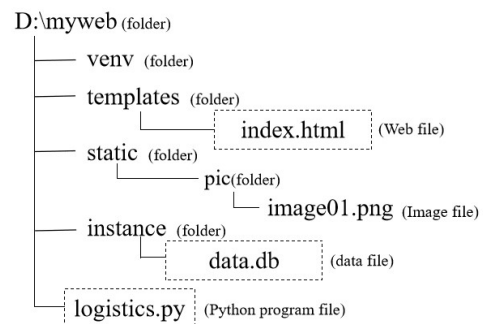 D:\myweb (folder)
venv (folder)
templates (folder)
index.html (Web file)
static (folder)
pic(folder)
image01.png (Image file)
instance (folder)
data.db (data file)
logistics.py (Python program file)